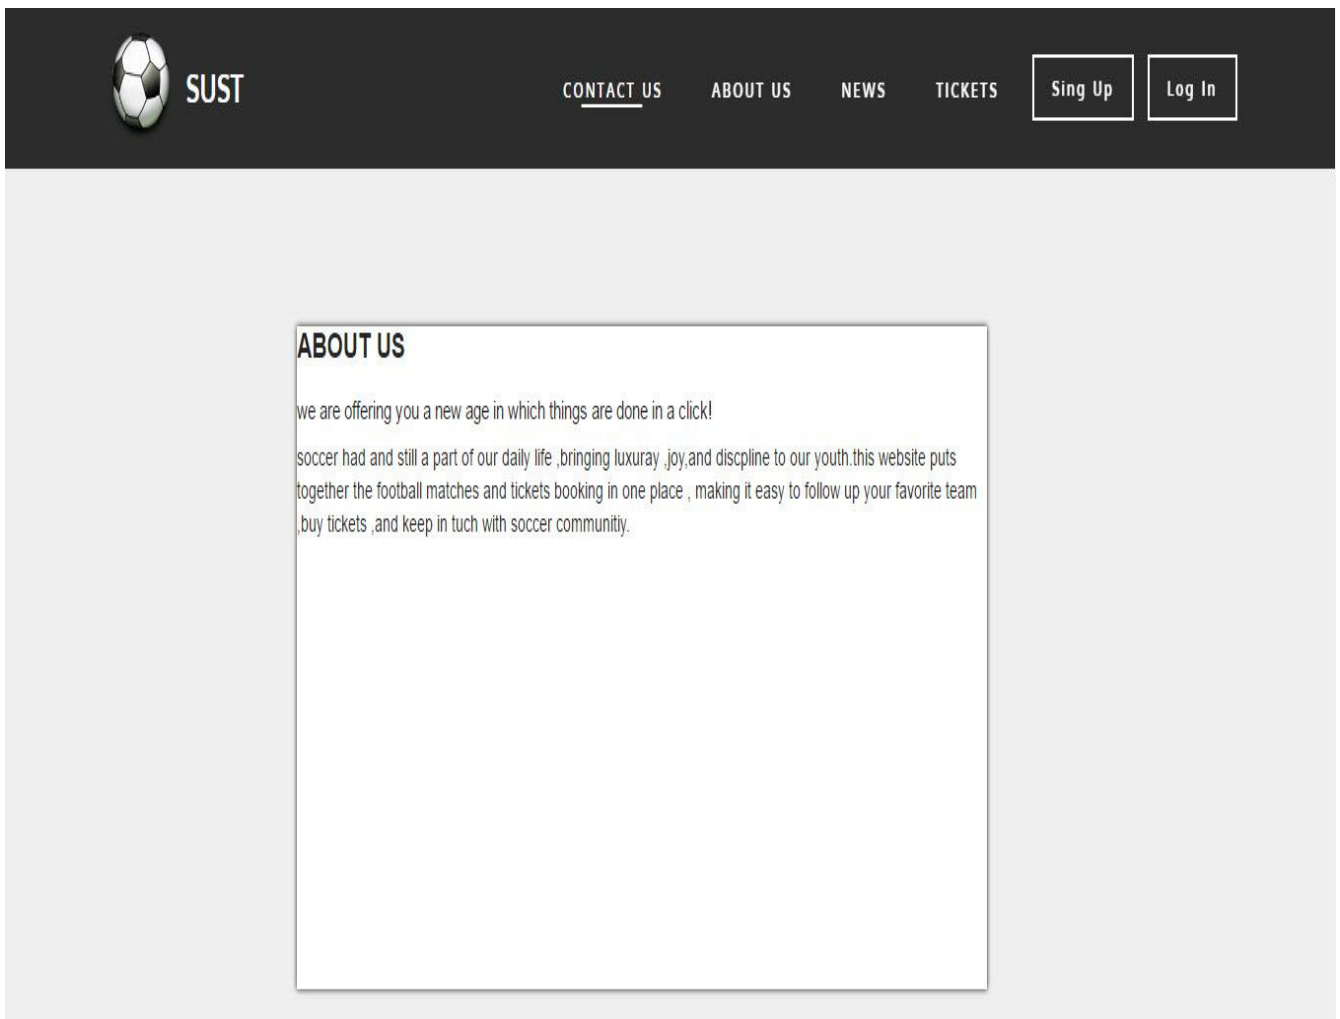 SUST
CONTACT US ABOUT US NEWS TICKETS Sing Up Log In
ABOUT US
we are offering you a new age in which things are done in a click!
soccer had and still a part of our daily life ,bringing luxuray ,joy,and discpline to our youth.this website puts
together the football matches and tickets booking in one place , making it easy to follow up your favorite team
,buy tickets ,and keep in tuch with soccer communitiy.